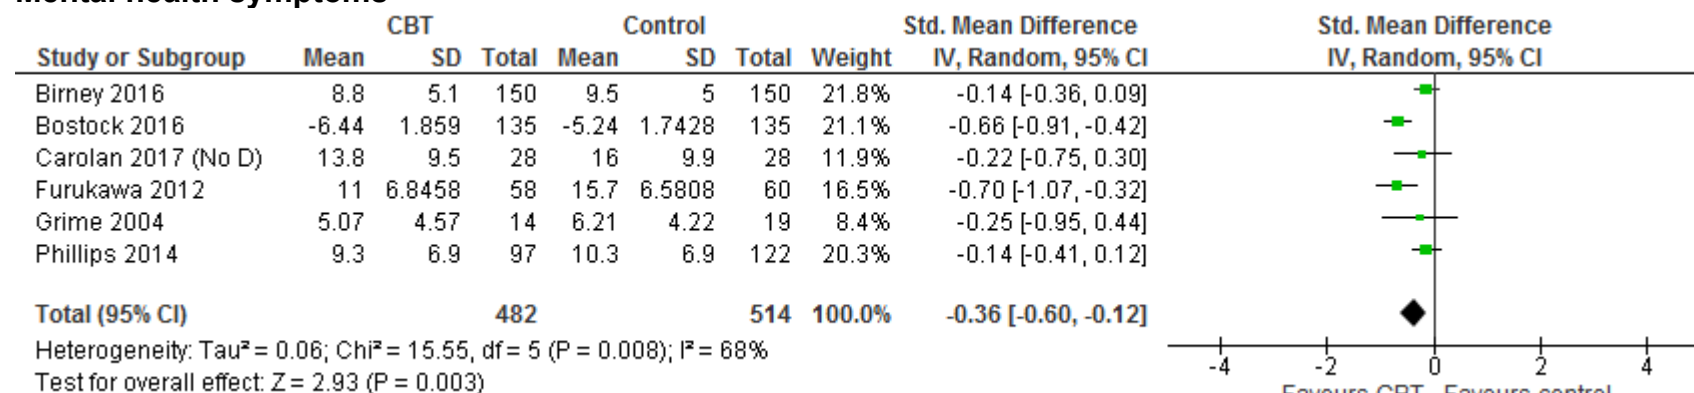 Mental health symptoms
CBT Control Std. Mean Difference Std. Mean Difference
Study or Subgroup Mean SD Total Mean SD Total Weight IV, Random, 95% CI IV, Random, 95% CI
Birney 2016 8.8 5.1 150 9.5 5 150 21.8% -0.14 [-0.36, 0.09]
Bostock 2016 -6.44 1.859 135 -5.24 1.7428 135 21.1% -0.66 [-0.91, -0.42]
Carolan 2017 (No D) 13.8 9.5 28 16 9.9 28 11.9% -0.22 [-0.75, 0.30]
Furukawa 2012 11 6.8458 58 15.7 6.5808 60 16.5% -0.70 [-1.07, -0.32]
Grime 2004 5.07 4.57 14 6.21 4.22 19 8.4% -0.25 [-0.95, 0.44]
Phillips 2014 9.3 6.9 97 10.3 6.9 122 20.3% -0.14 [-0.41, 0.12]
Total (95% CI) 482 514 100.0% -0.36 [-0.60, -0.12]
Heterogeneity: Tau² = 0.06; Chi² = 15.55, df = 5 (P = 0.008); I² = 68%
Test for overall effect: Z = 2.93 (P = 0.003)
-4 -2 0 2 4
Favours CBT Favours control